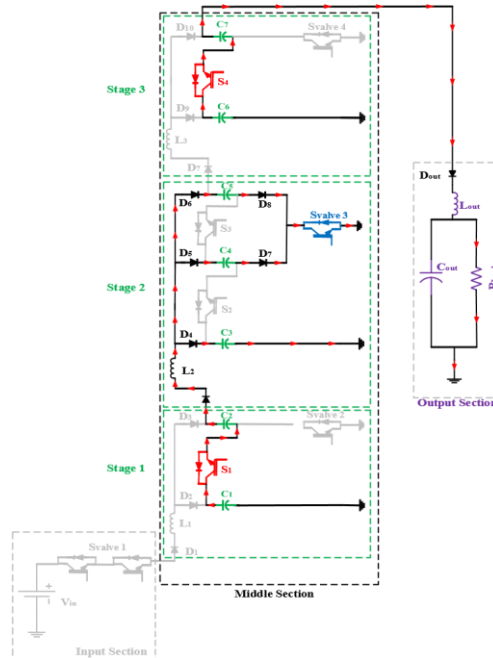 D10
C7
Svalve 4
S4
Stage 3
D9
C6
L3
D7
D6
C5
D8
Svalve 3
S3
D5
C4
D7
Stage 2
S2
D4
C3
L2
D3
C2
Svalve 2
Stage 1
S1
D2
C1
L1
Svalve 1
D1
Vin
Input Section
Middle Section
Dout
Lout
Cout
Output Section